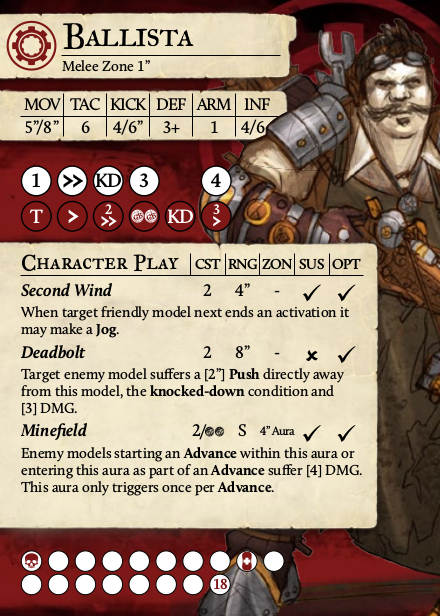 Ballista
Melee Zone 1”
MOV TAC KICK DEF ARM INF
5”/8” 6 4/6” 3+ 1 4/6
1 >> KD 3 4
T > 2 >> KD 3 >
Character Play CST RNG ZON SUS OPT
Second Wind 2 4” - ✓ ✓
When target friendly model next ends an activation it
may make a Jog.
Deadbolt 2 8” - ✘ ✓
Target enemy model suffers a [2”] Push directly away
from this model, the knocked-down condition and
[3] DMG.
Minefield 2/ S 4” Aura ✓ ✓
Enemy models starting an Advance within this aura or
entering this aura as part of an Advance suffer [4] DMG.
This aura only triggers once per Advance.
18